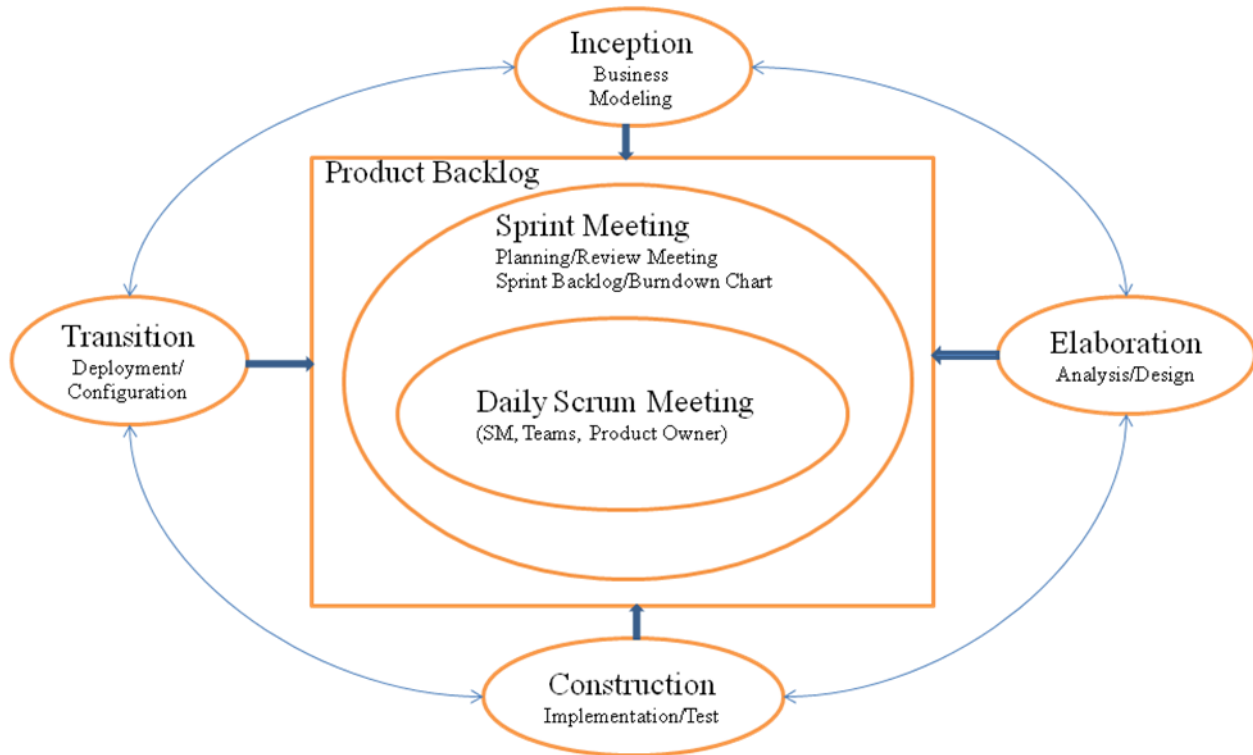 Inception
Business
Modeling
Product Backlog
Sprint Meeting
Planning/Review Meeting
Sprint Backlog/Burndown Chart
Transition
Deployment/
Configuration
Elaboration
Analysis/Design
Daily Scrum Meeting
(SM, Teams, Product Owner)
Construction
Implementation/Test